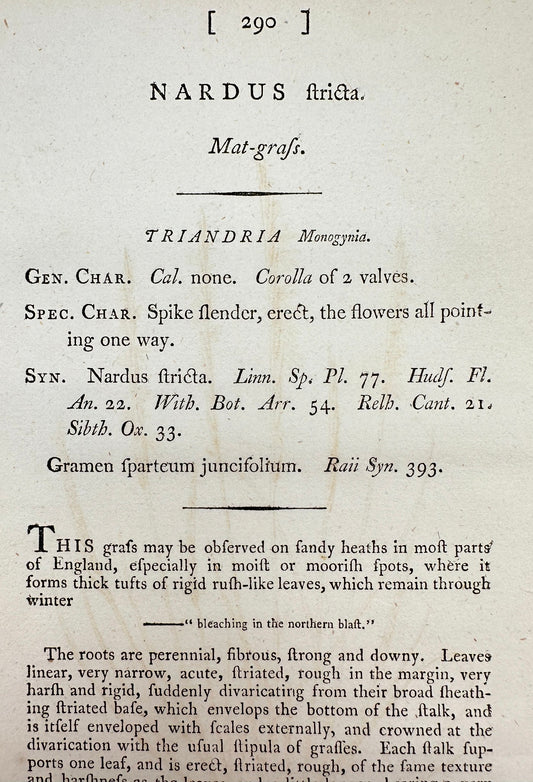 [ 290 ]
NARDUS ſtricta.
Mat-graſs.
TRIANDRIA Monogynia.
GEN. CHAR. Cal. none. Corolla of 2 valves.
SPEC. CHAR. Spike ſlender, erect, the flowers all point-
ing one way.
SYN. Nardus ſtricta. Linn. Sp. Pl. 77. Hudſ. Fl.
An. 22. With. Bot. Arr. 54. Relh. Cant. 21.
Sibth. Ox. 33.
Gramen ſparteum juncifolium. Raii Syn. 393.
THIS graſs may be obſerved on ſandy heaths in moſt parts
of England, eſpecially in moiſt or mooriſh ſpots, where it
forms thick tufts of rigid ruſh-like leaves, which remain through
winter
———“ bleaching in the northern blaſt.”
The roots are perennial, fibrous, ſtrong and downy. Leaves
linear, very narrow, acute, ſtriated, rough in the margin, very
harſh and rigid, ſuddenly divaricating from their broad ſheath-
ing ſtriated baſe, which envelops the bottom of the ſtalk, and
is itſelf enveloped with ſcales externally, and crowned at the
divarication with the uſual ſtipula of graſſes. Each ſtalk ſup-
ports one leaf, and is erect, ſtriated, rough, of the ſame texture
and harſhneſs as the leaves